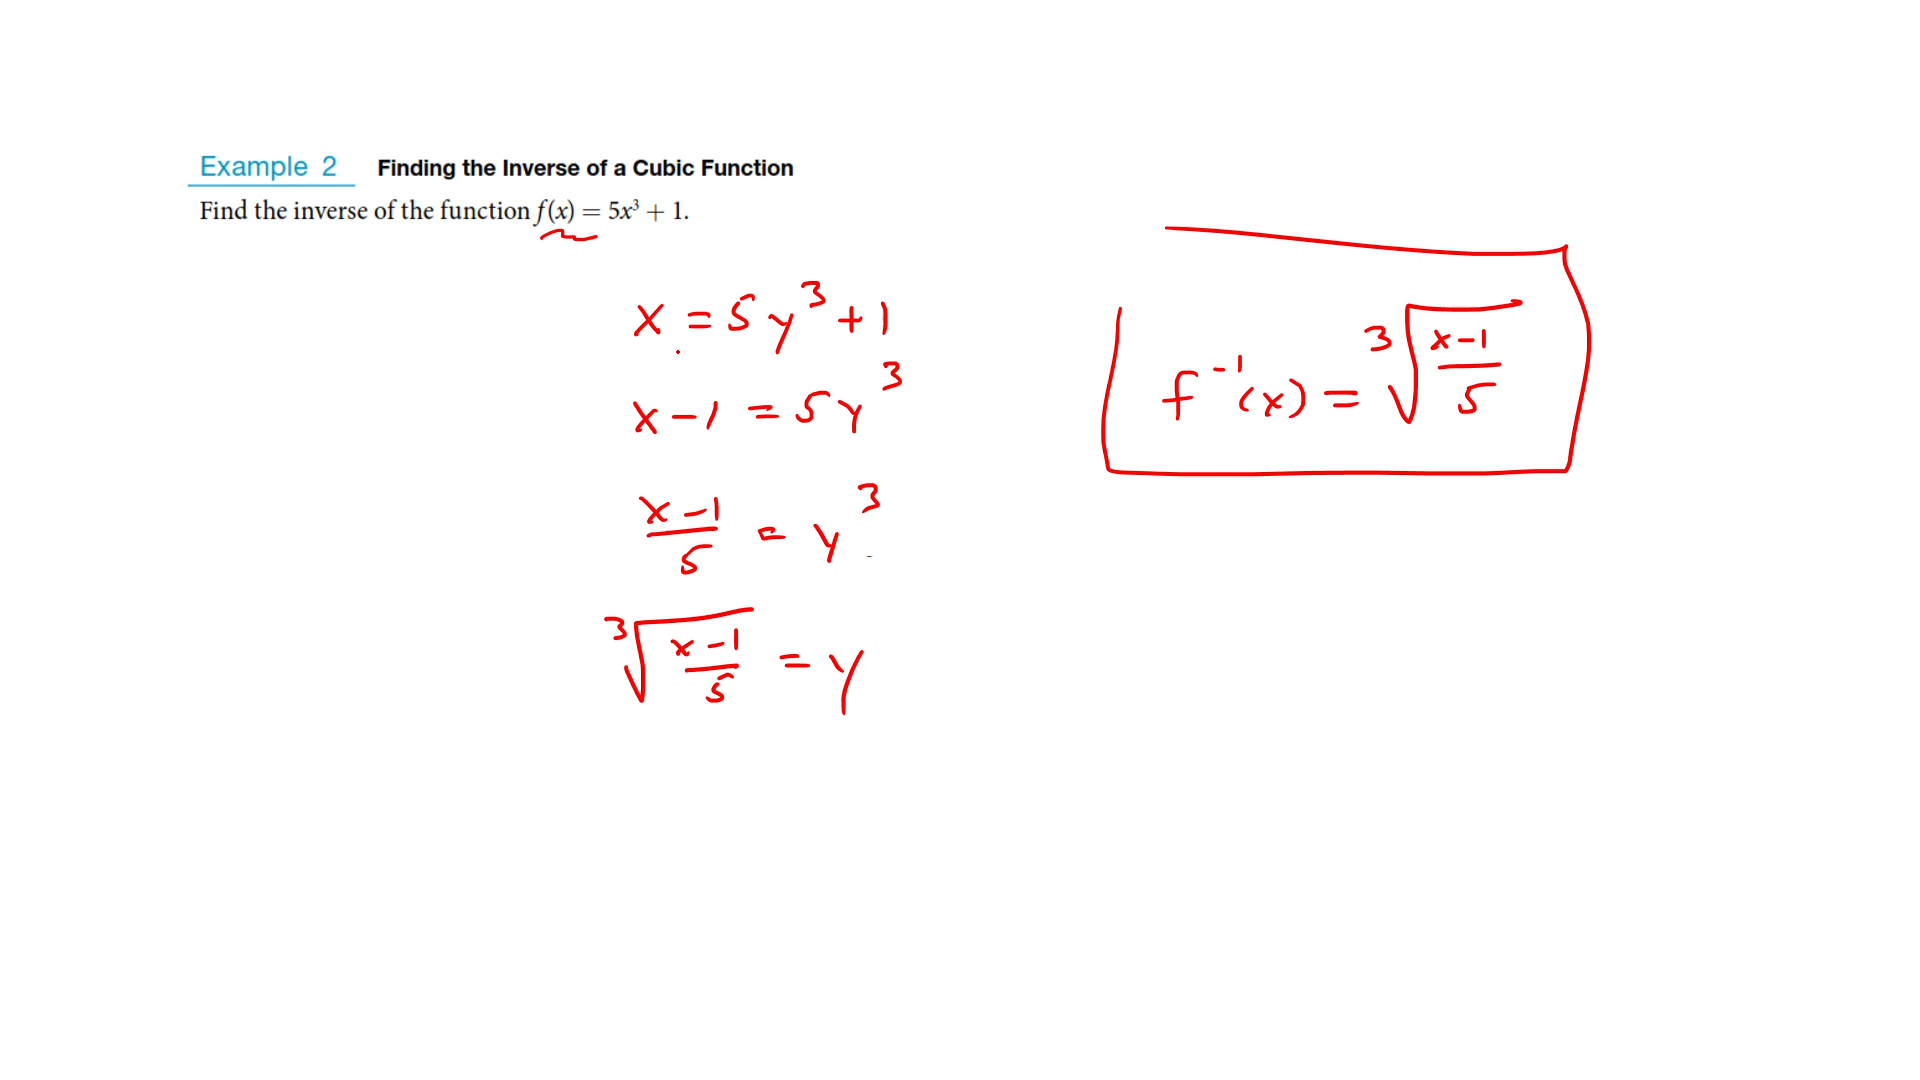 Example 2 Finding the Inverse of a Cubic Function
Find the inverse of the function f(x) = 5x³ + 1.
x = 5y³ + 1
x - 1 = 5y³
(x - 1)/5 = y³
∛((x - 1)/5) = y
f⁻¹(x) = ∛((x - 1)/5)